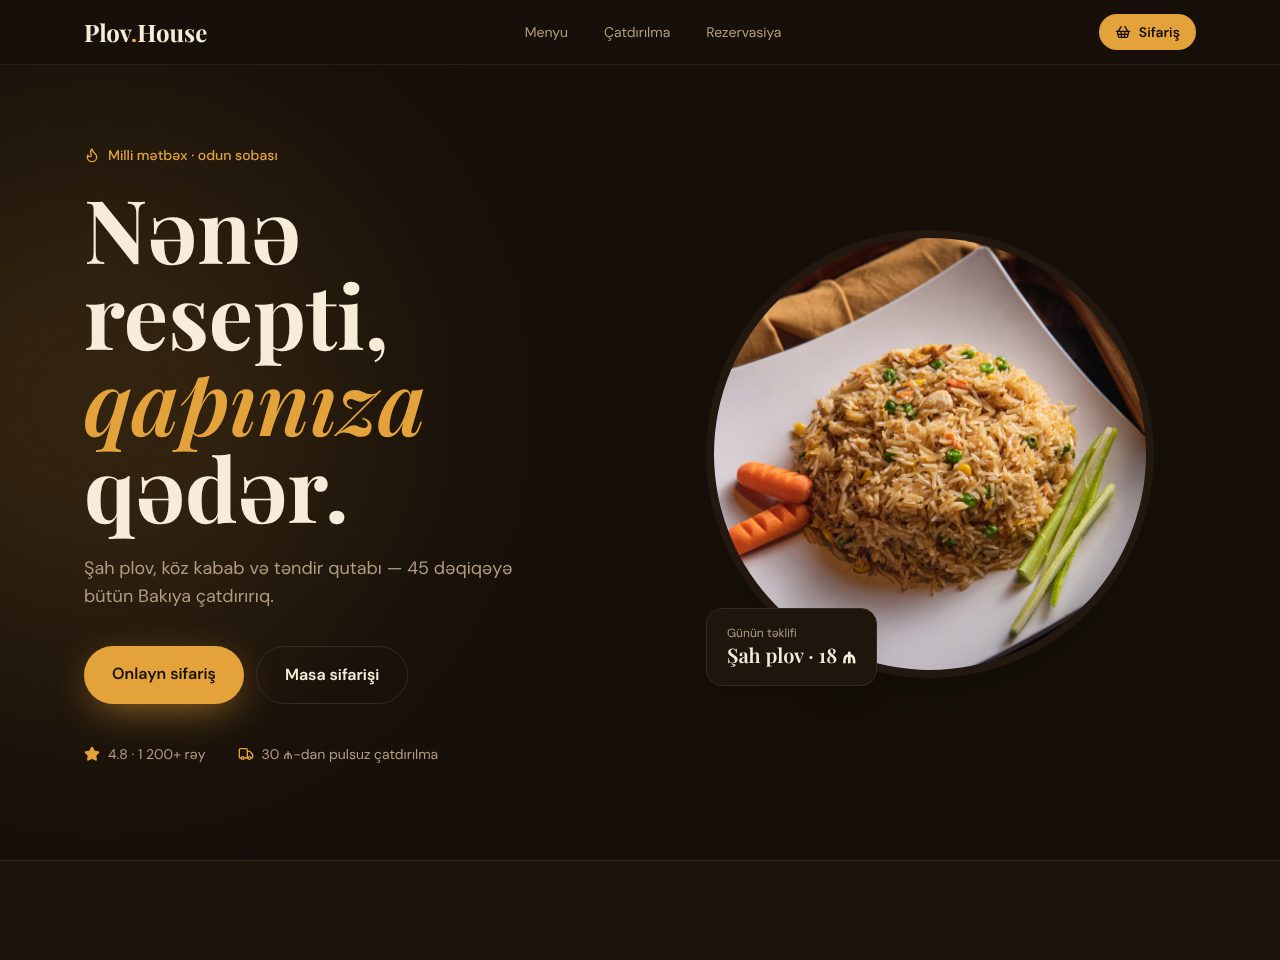 Plov.House
Menyu
Çatdırılma
Rezervasiya
Sifariş
Milli mətbəx · odun sobası
Nənə
resepti,
qapınıza
qədər.
Şah plov, köz kabab və təndir qutabı — 45 dəqiqəyə
bütün Bakıya çatdırırıq.
Günün təklifi
Şah plov · 18 ₼
Onlayn sifariş
Masa sifarişi
4.8 · 1 200+ rəy
30 ₼-dan pulsuz çatdırılma